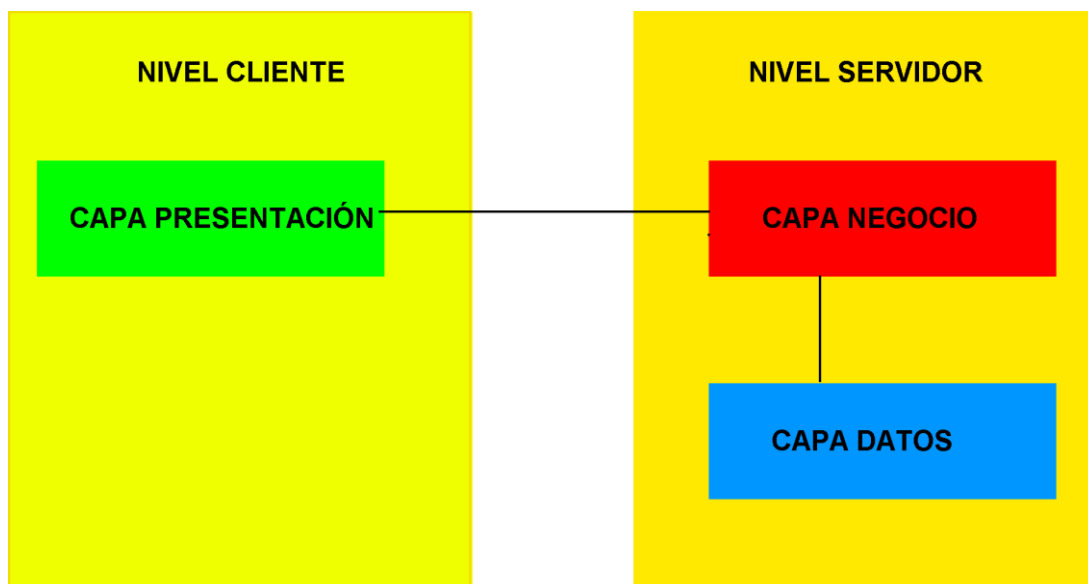 NIVEL CLIENTE
NIVEL SERVIDOR
CAPA PRESENTACIÓN
CAPA NEGOCIO
CAPA DATOS